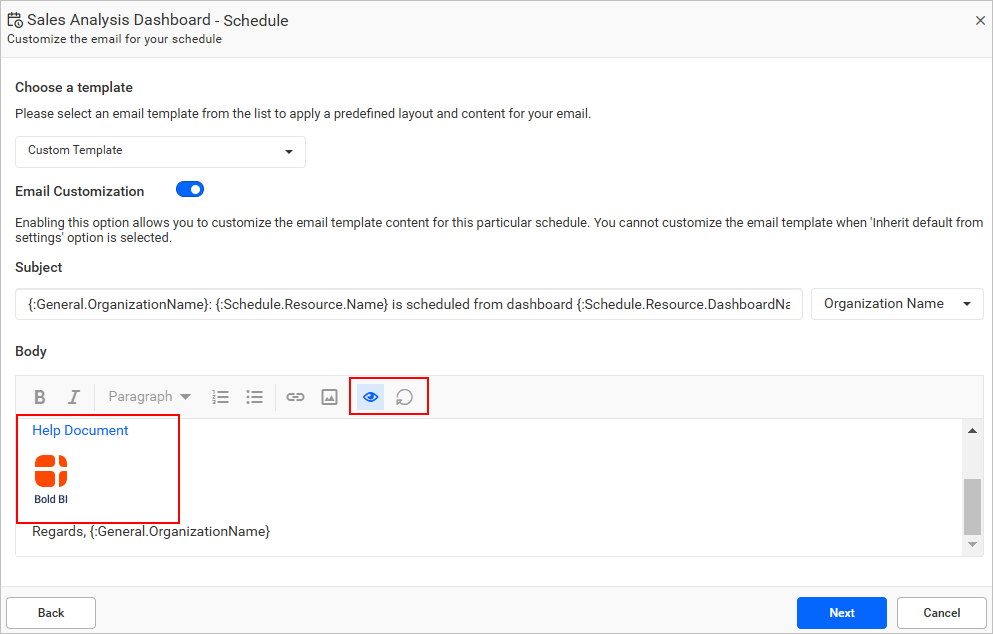 Sales Analysis Dashboard - Schedule
Customize the email for your schedule
Choose a template
Please select an email template from the list to apply a predefined layout and content for your email.
Custom Template
Email Customization
Enabling this option allows you to customize the email template content for this particular schedule. You cannot customize the email template when 'Inherit default from
settings' option is selected.
Subject
{:General.OrganizationName}: {:Schedule.Resource.Name} is scheduled from dashboard {:Schedule.Resource.DashboardNa
Organization Name
Body
B I Paragraph
Help Document
Bold BI
Regards, {:General.OrganizationName}
Back
Next
Cancel